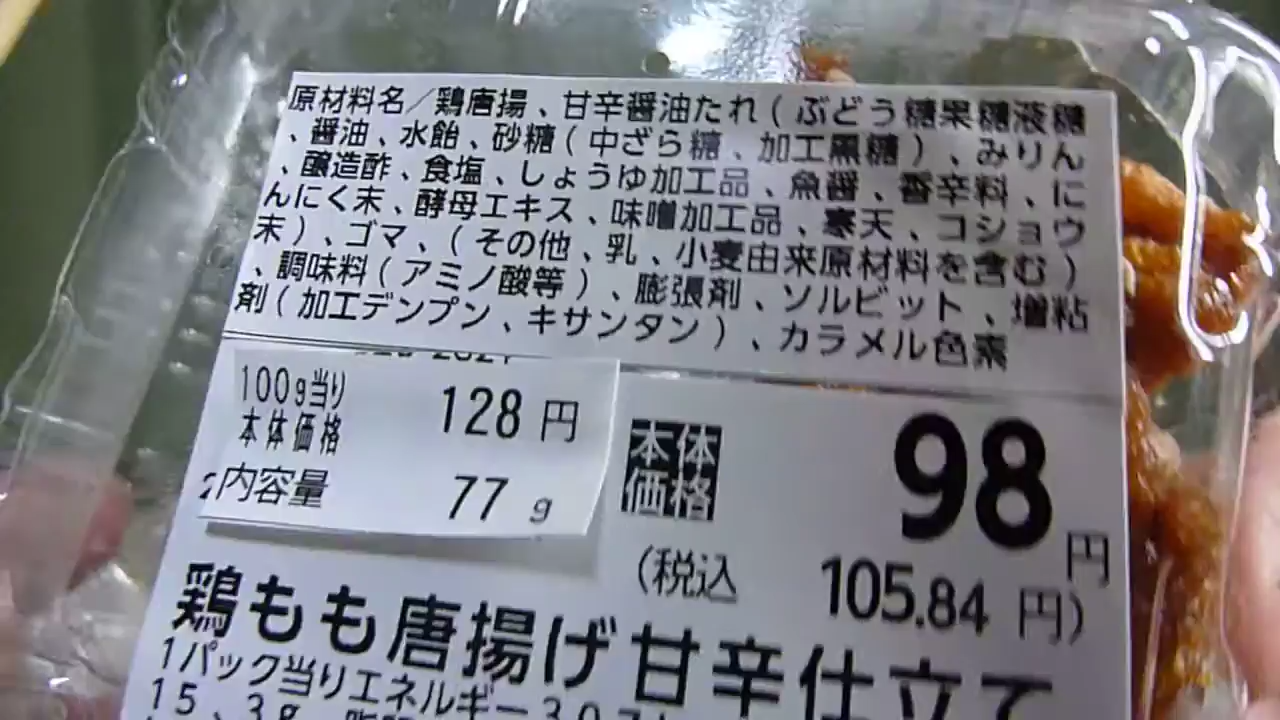 原材料名／鶏唐揚、甘辛醤油たれ(ぶどう糖果糖液糖
、醤油、水飴、砂糖(中ざら糖、加工黒糖)、みりん
、醸造酢、食塩、しょうゆ加工品、魚醤、香辛料、に
んにく末、酵母エキス、味噌加工品、寒天、コショウ
末)、ゴマ、(その他、乳、小麦由来原材料を含む)
、調味料(アミノ酸等)、膨張剤、ソルビット、増粘
剤(加工デンプン、キサンタン)、カラメル色素
100g当り
本体価格 128円
内容量 77g
本体
価格 98円
(税込 105.84円)
鶏もも唐揚げ甘辛仕立て
1パック当りエネルギー307
15、3g、